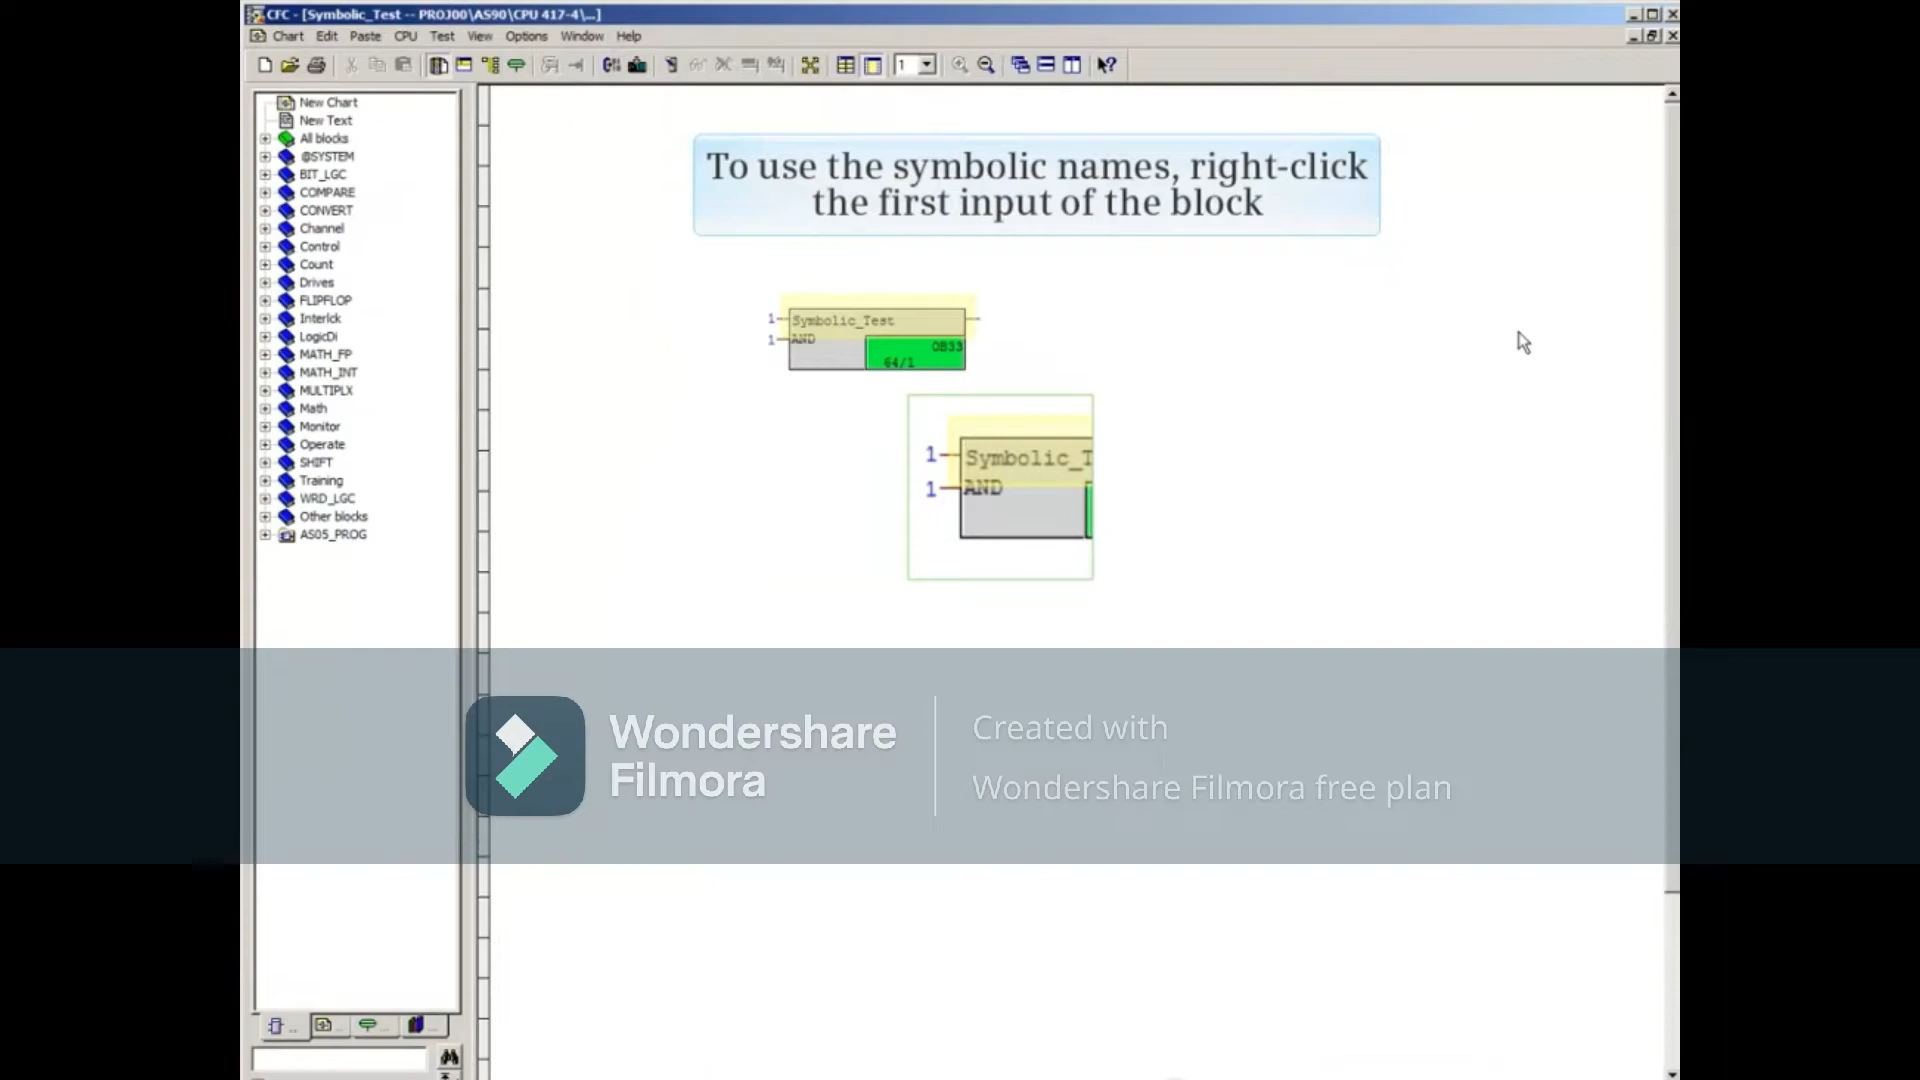 CFC - [Symbolic_Test -- PROJ00\AS90\CPU 417-4\...]
Chart Edit Paste CPU Test View Options Window Help
1
New Chart
New Text
All blocks
@SYSTEM
BIT_LGC
COMPARE
CONVERT
Channel
Control
Count
Drives
FLIPFLOP
Interlck
LogicDi
MATH_FP
MATH_INT
MULTIPLX
Math
Monitor
Operate
SHIFT
Training
WRD_LGC
Other blocks
AS05_PROG
To use the symbolic names, right-click
the first input of the block
1 Symbolic_Test
1 AND
OB33
64/1
1 Symbolic_T
1 AND
Wondershare
Filmora
Created with
Wondershare Filmora free plan